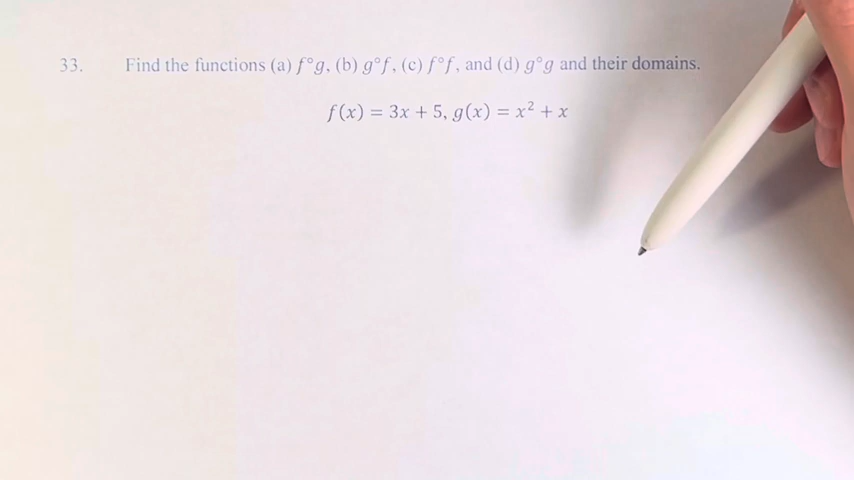 33. Find the functions (a) f°g, (b) g°f, (c) f°f, and (d) g°g and their domains.
f(x) = 3x + 5, g(x) = x² + x